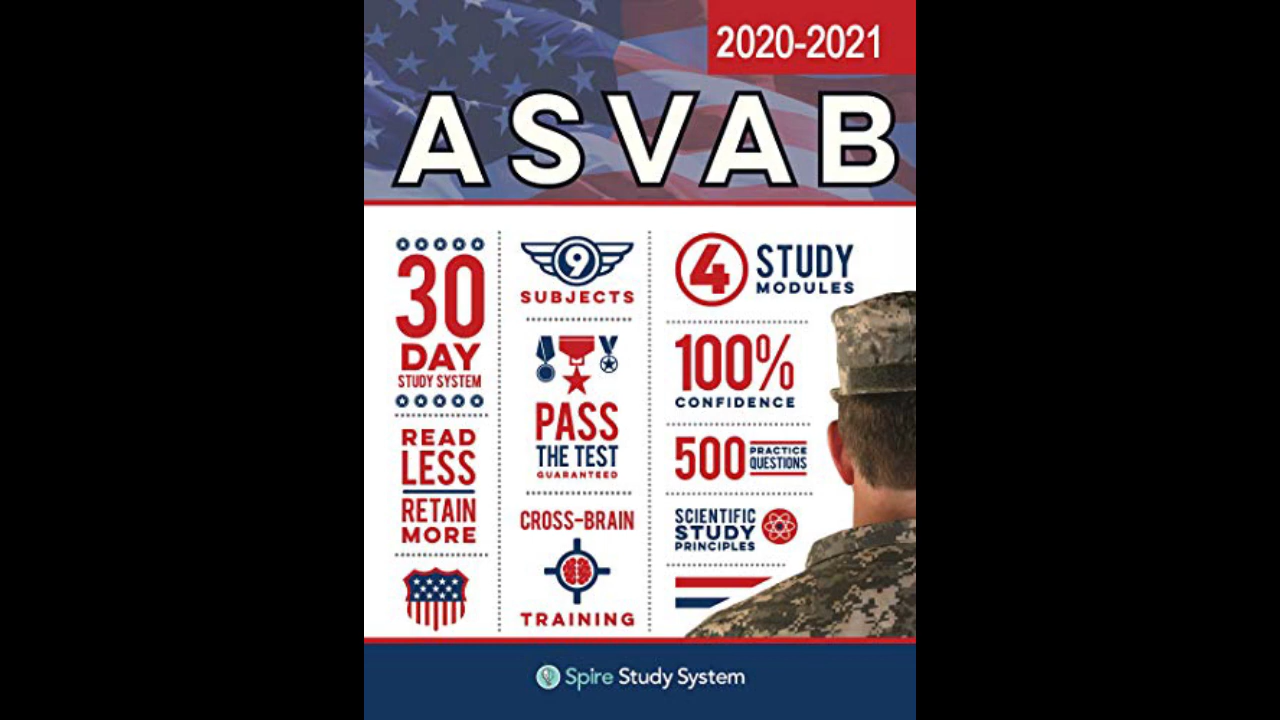 2020-2021
ASVAB
30
DAY
STUDY SYSTEM
READ
LESS
RETAIN
MORE
9
SUBJECTS
PASS
THE TEST
GUARANTEED
CROSS-BRAIN
TRAINING
4 STUDY
MODULES
100%
CONFIDENCE
500 PRACTICE
QUESTIONS
SCIENTIFIC
STUDY
PRINCIPLES
Spire Study System